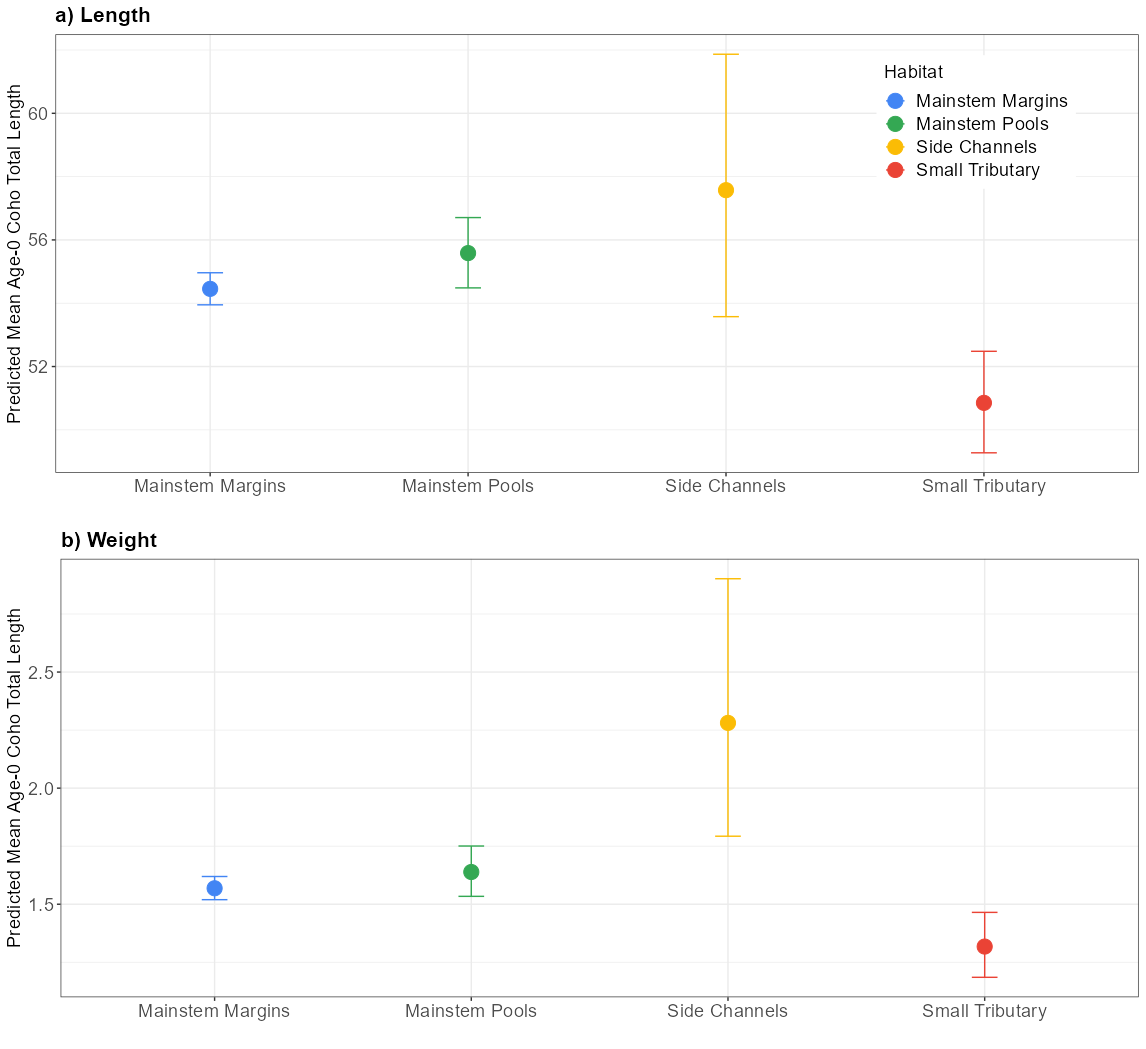 a) Length
Predicted Mean Age-0 Coho Total Length
60
56
52
Habitat
Mainstem Margins
Mainstem Pools
Side Channels
Small Tributary
Mainstem Margins Mainstem Pools Side Channels Small Tributary
b) Weight
Predicted Mean Age-0 Coho Total Length
2.5
2.0
1.5
Mainstem Margins Mainstem Pools Side Channels Small Tributary